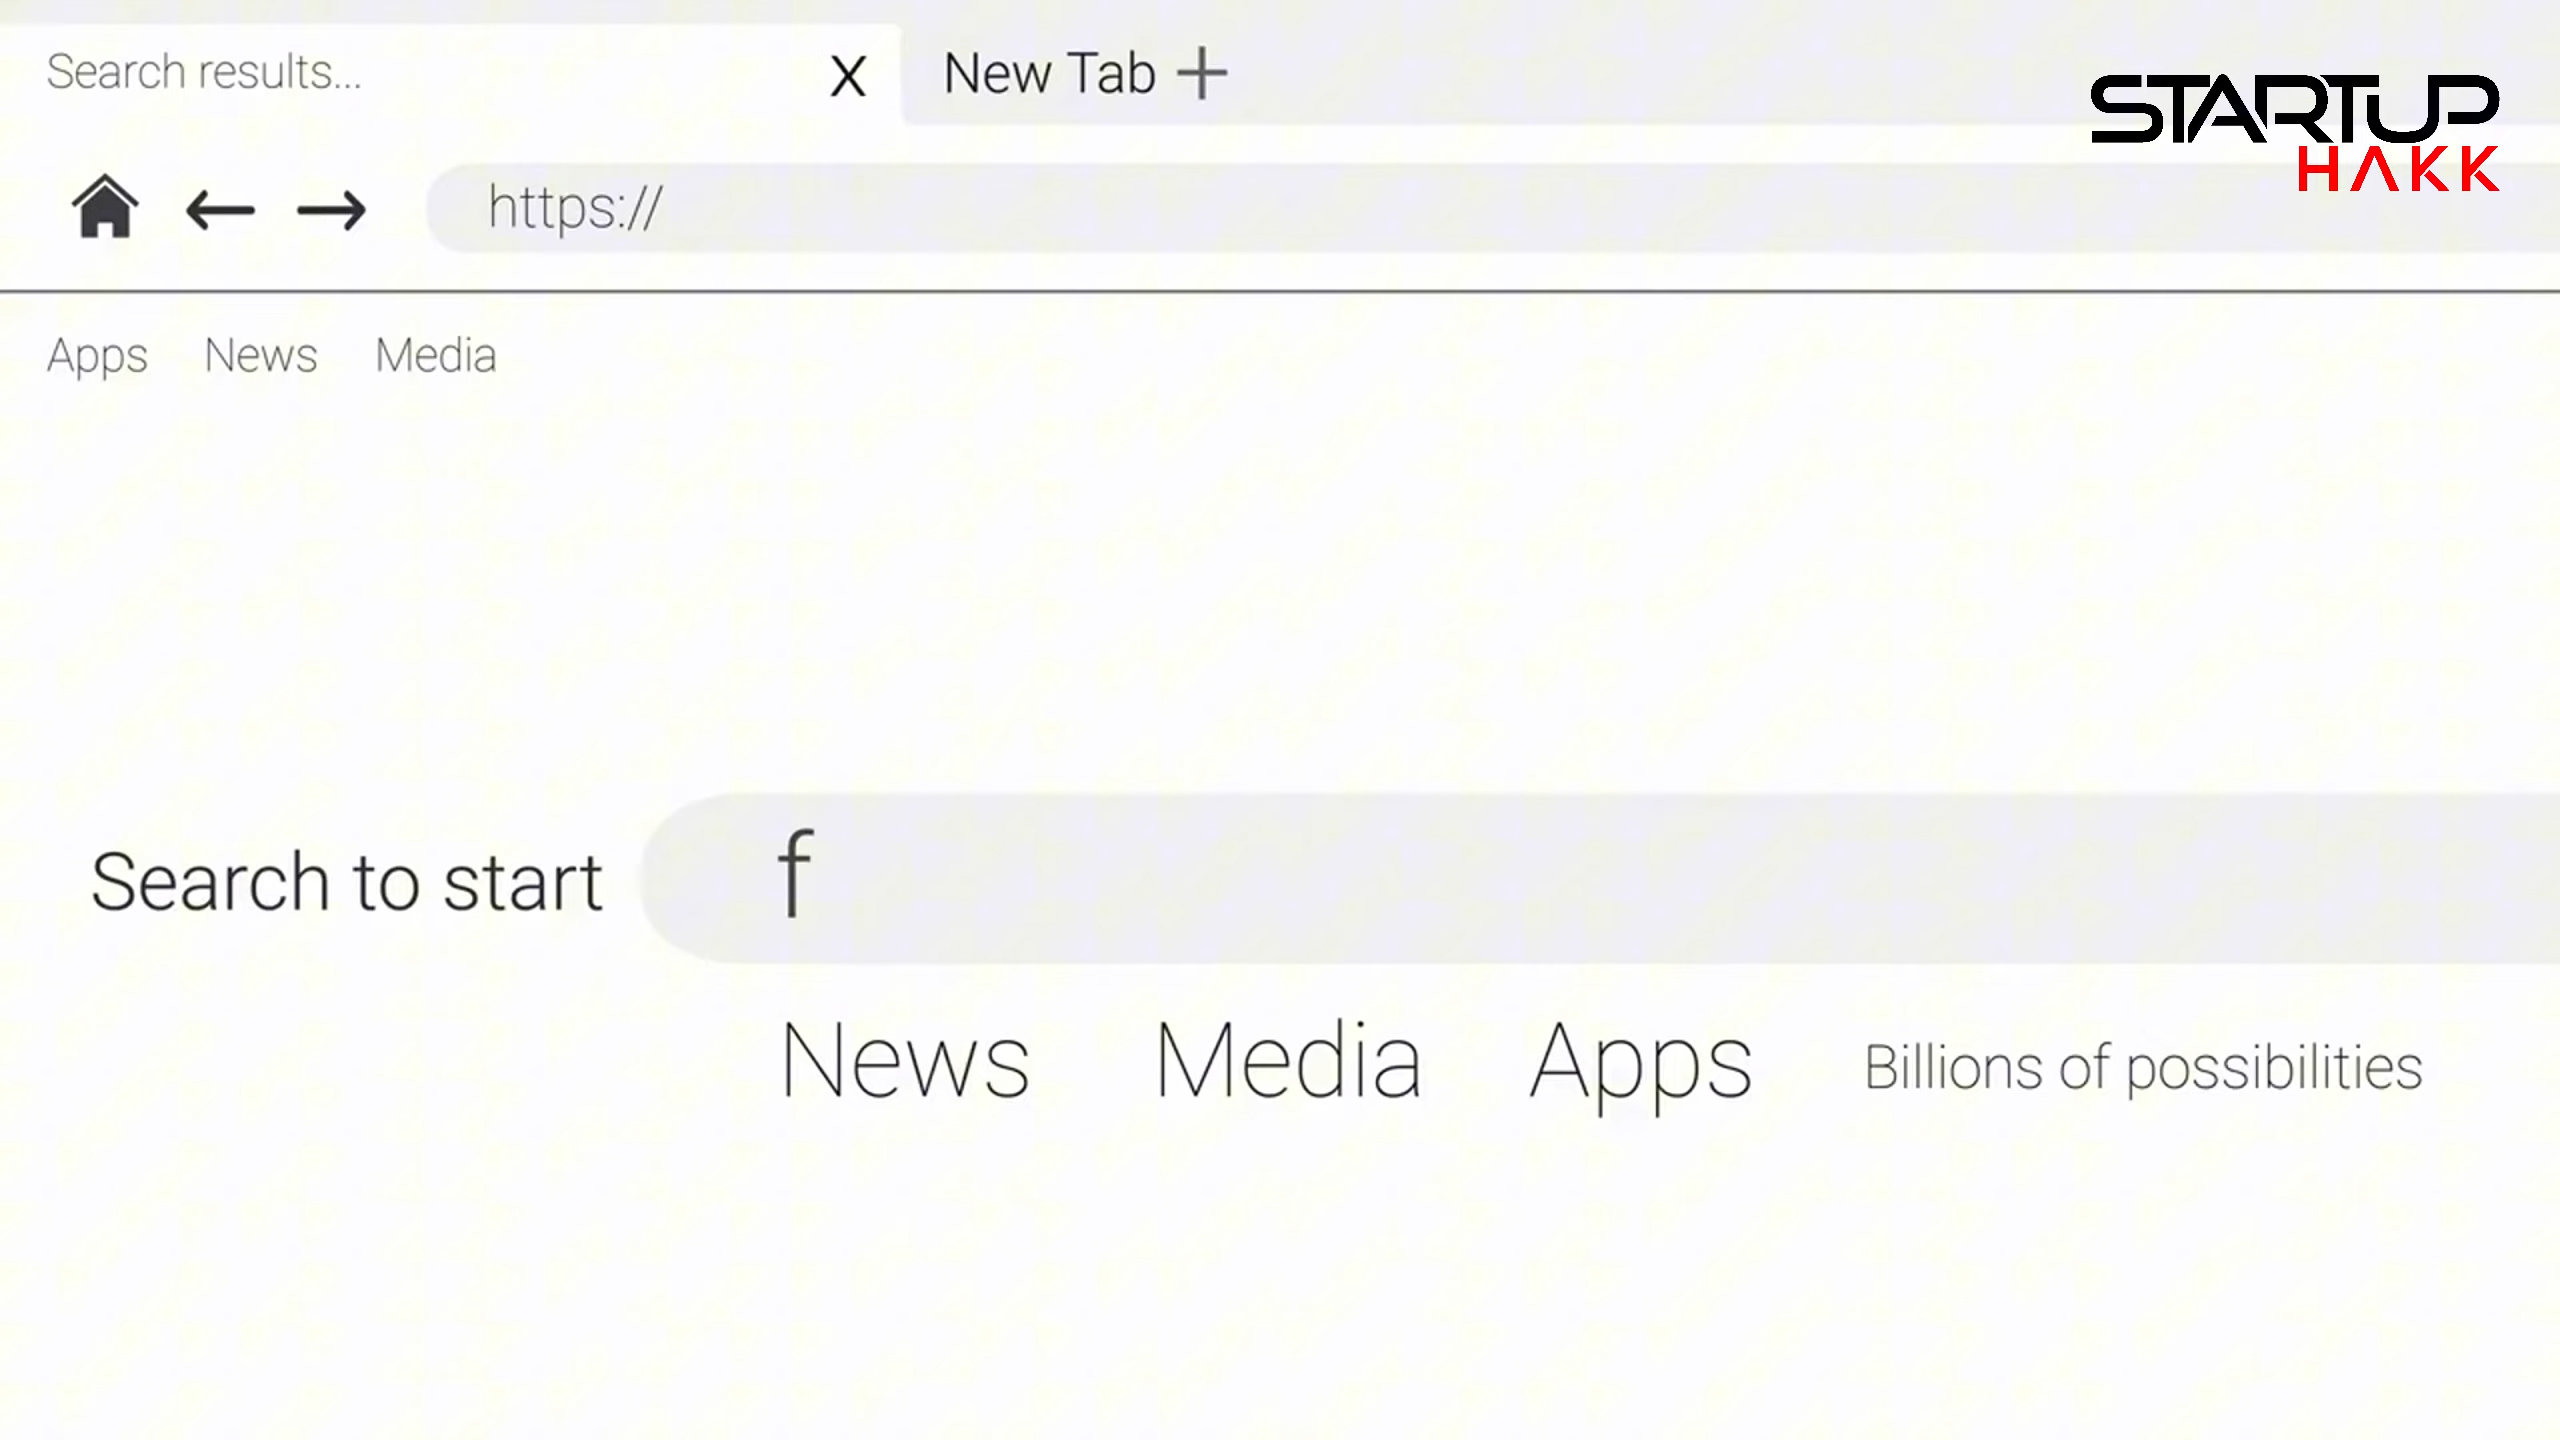 Search results... X New Tab +
STARTUP
HAKK
https://
Apps News Media
Search to start f
News Media Apps Billions of possibilities